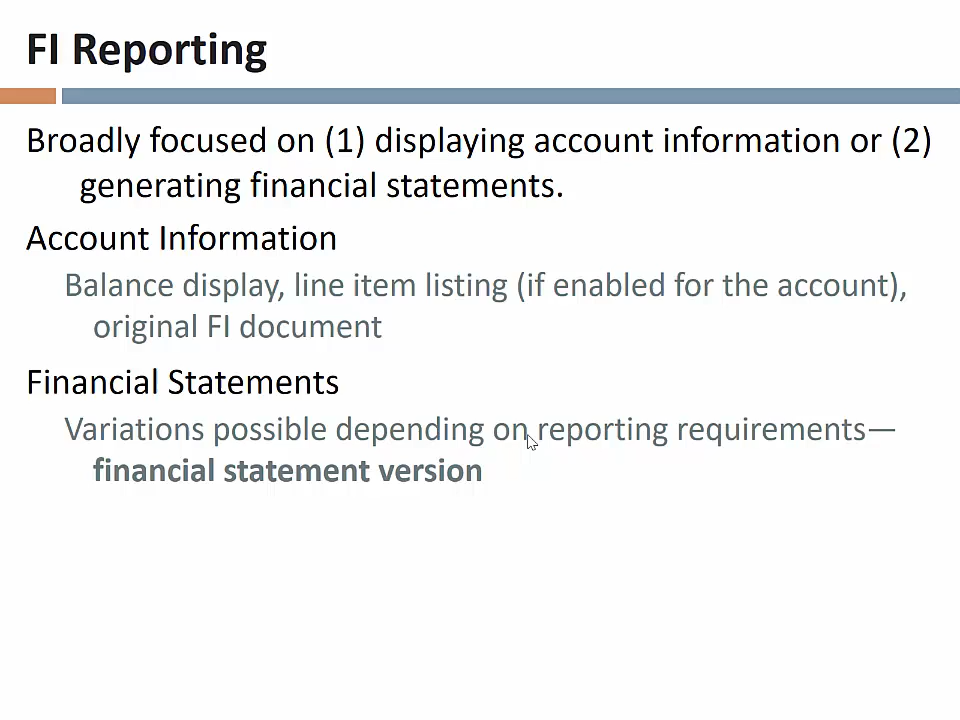 FI Reporting
Broadly focused on (1) displaying account information or (2)
generating financial statements.
Account Information
Balance display, line item listing (if enabled for the account),
original FI document
Financial Statements
Variations possible depending on reporting requirements—
financial statement version